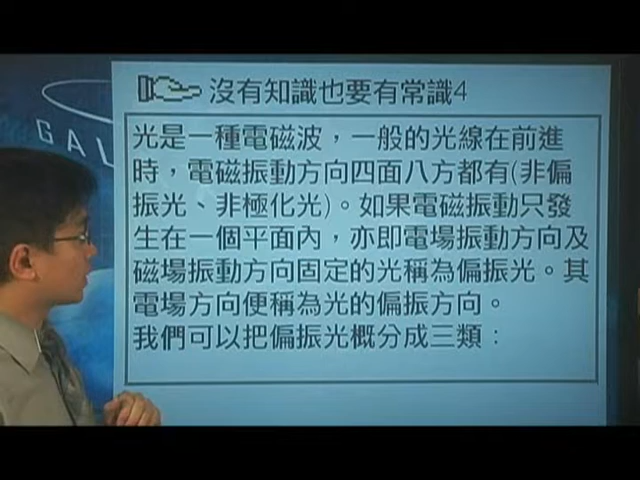 沒有知識也要有常識4
GAL
光是一種電磁波，一般的光線在前進
時，電磁振動方向四面八方都有(非偏
振光、非極化光)。如果電磁振動只發
生在一個平面內，亦即電場振動方向及
磁場振動方向固定的光稱為偏振光。其
電場方向便稱為光的偏振方向。
我們可以把偏振光概分成三類：